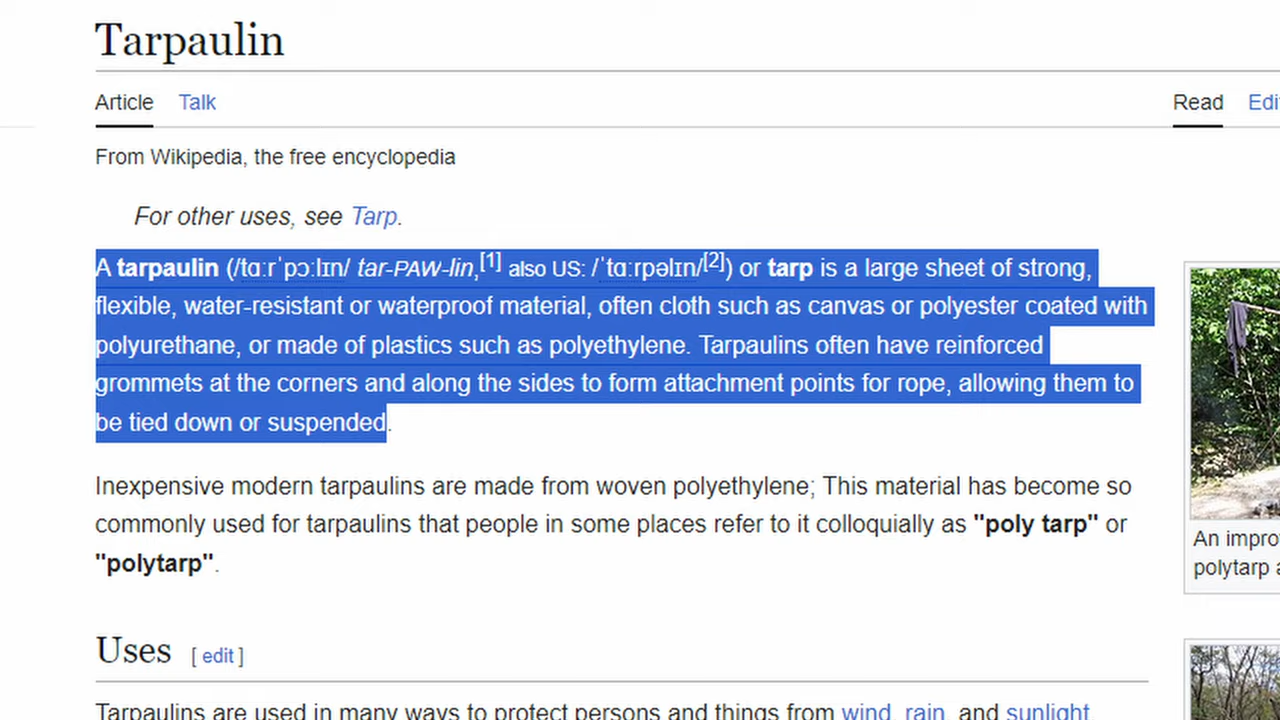 Tarpaulin
Article Talk Read Edi
From Wikipedia, the free encyclopedia
For other uses, see Tarp.
A tarpaulin (/tɑːrˈpɔːlɪn/ tar-PAW-lin,[1] also US: /ˈtɑːrpəlɪn/[2]) or tarp is a large sheet of strong,
flexible, water-resistant or waterproof material, often cloth such as canvas or polyester coated with
polyurethane, or made of plastics such as polyethylene. Tarpaulins often have reinforced
grommets at the corners and along the sides to form attachment points for rope, allowing them to
be tied down or suspended.
Inexpensive modern tarpaulins are made from woven polyethylene; This material has become so
commonly used for tarpaulins that people in some places refer to it colloquially as "poly tarp" or
"polytarp".
An impro
polytarp a
Uses [ edit ]
Tarpaulins are used in many ways to protect persons and things from wind, rain, and sunlight.